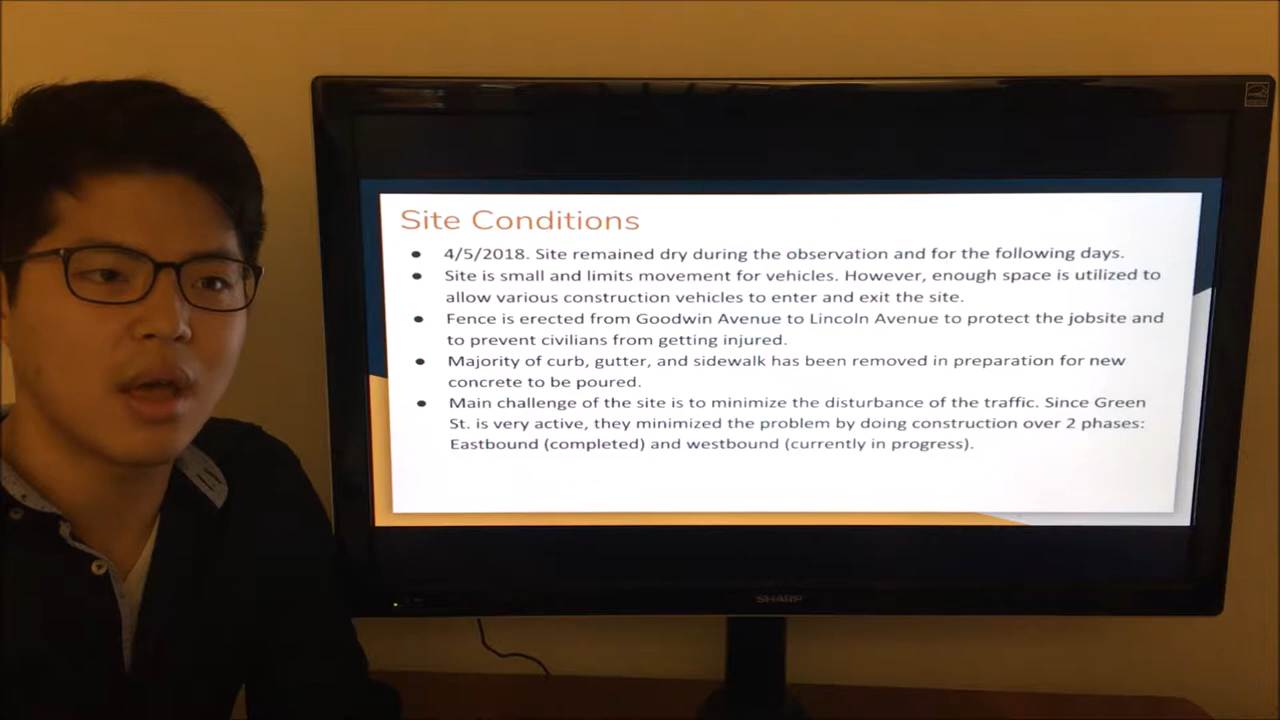 Site Conditions
● 4/5/2018. Site remained dry during the observation and for the following days.
● Site is small and limits movement for vehicles. However, enough space is utilized to
allow various construction vehicles to enter and exit the site.
● Fence is erected from Goodwin Avenue to Lincoln Avenue to protect the jobsite and
to prevent civilians from getting injured.
● Majority of curb, gutter, and sidewalk has been removed in preparation for new
concrete to be poured.
● Main challenge of the site is to minimize the disturbance of the traffic. Since Green
St. is very active, they minimized the problem by doing construction over 2 phases:
Eastbound (completed) and westbound (currently in progress).
SHARP